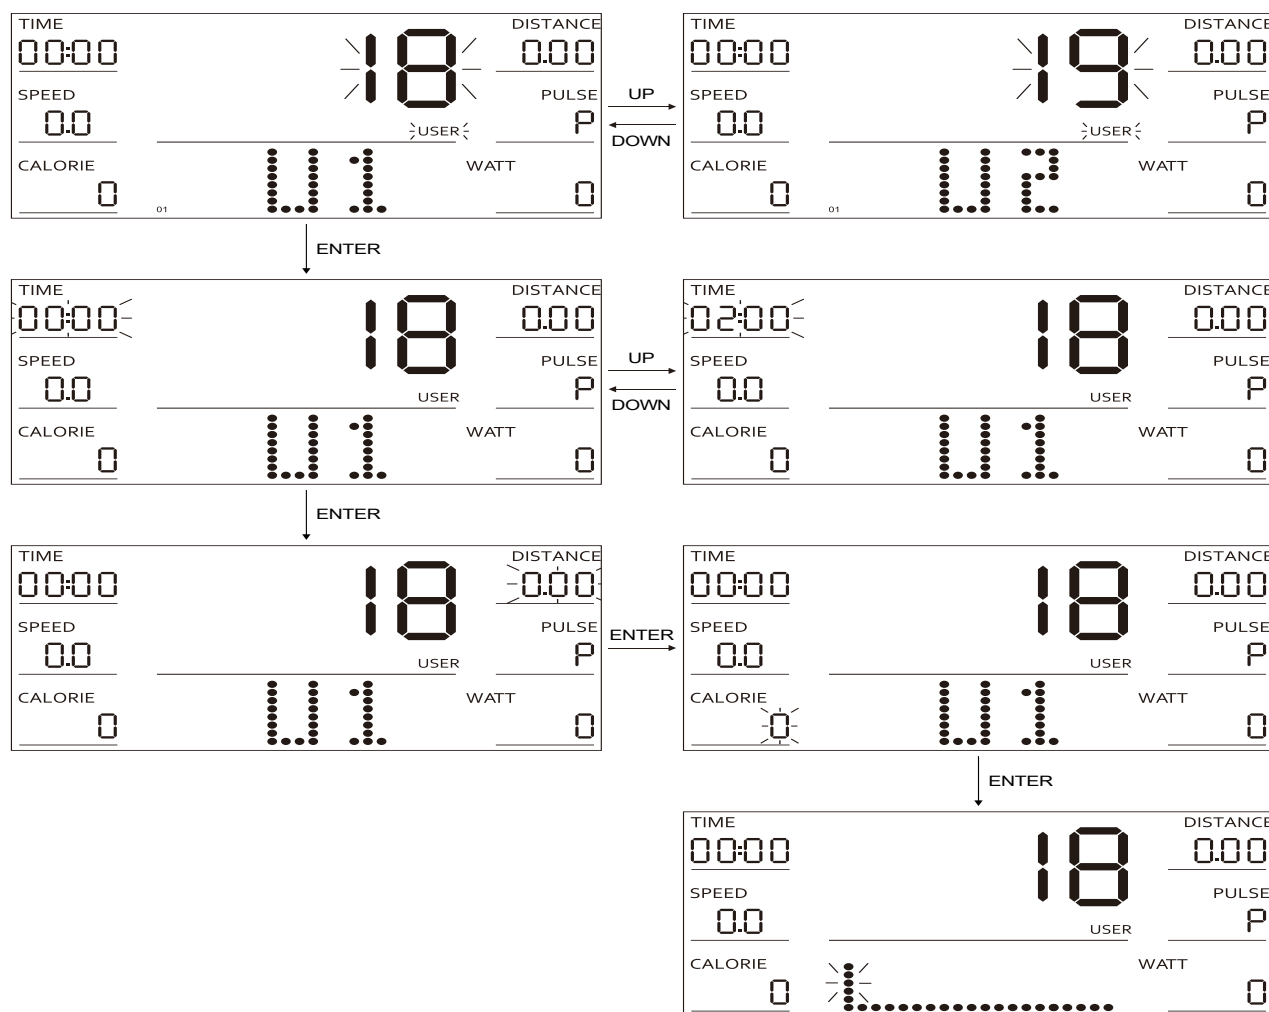 TIME DISTANCE
00:00 18 0.00
SPEED PULSE
0.0 P
USER
CALORIE WATT
0 U1 0
01
UP
DOWN
TIME DISTANCE
00:00 19 0.00
SPEED PULSE
0.0 P
USER
CALORIE WATT
0 U2 0
01
ENTER
TIME DISTANCE
00:00 18 0.00
SPEED PULSE
0.0 P
USER
CALORIE WATT
0 U1 0
UP
DOWN
TIME DISTANCE
02:00 18 0.00
SPEED PULSE
0.0 P
USER
CALORIE WATT
0 U1 0
ENTER
TIME DISTANCE
00:00 18 0.00
SPEED PULSE
0.0 P
USER
CALORIE WATT
0 U1 0
ENTER
TIME DISTANCE
00:00 18 0.00
SPEED PULSE
0.0 P
USER
CALORIE WATT
0 U1 0
ENTER
TIME DISTANCE
00:00 18 0.00
SPEED PULSE
0.0 P
USER
CALORIE WATT
0 0